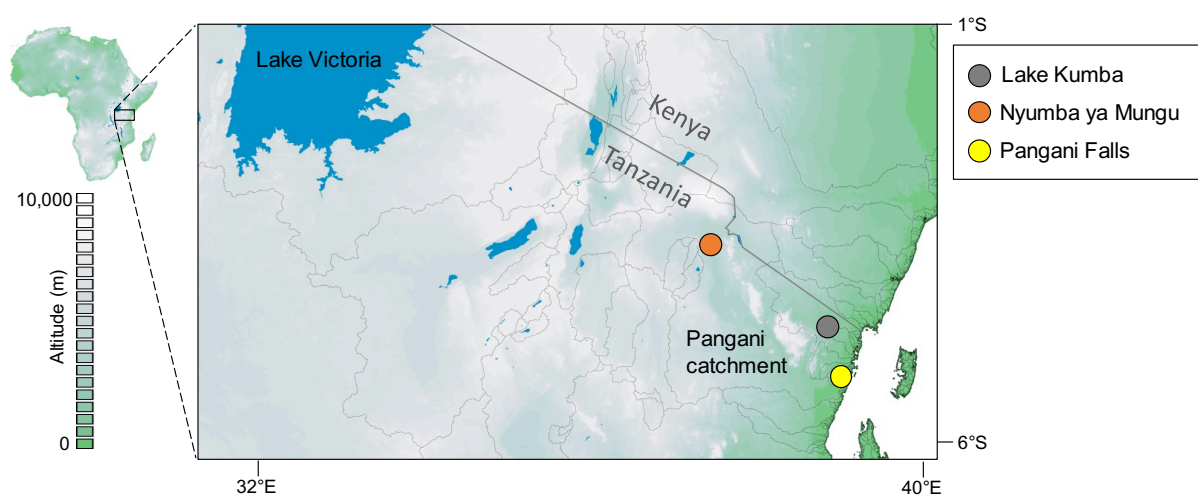 1°S
Lake Victoria
Lake Kumba
Kenya
Nyumba ya Mungu
Pangani Falls
Tanzania
10,000
Altitude (m)
Pangani
catchment
0
6°S
32°E
40°E